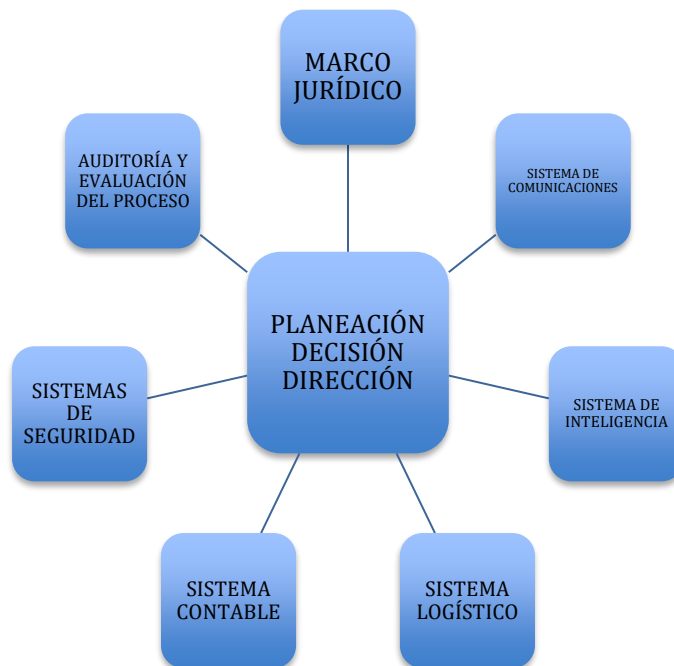 MARCO
JURÍDICO
AUDITORÍA Y
EVALUACIÓN
DEL PROCESO
SISTEMA DE
COMUNICACIONES
PLANEACIÓN
DECISIÓN
DIRECCIÓN
SISTEMAS
DE
SEGURIDAD
SISTEMA DE
INTELIGENCIA
SISTEMA
CONTABLE
SISTEMA
LOGÍSTICO